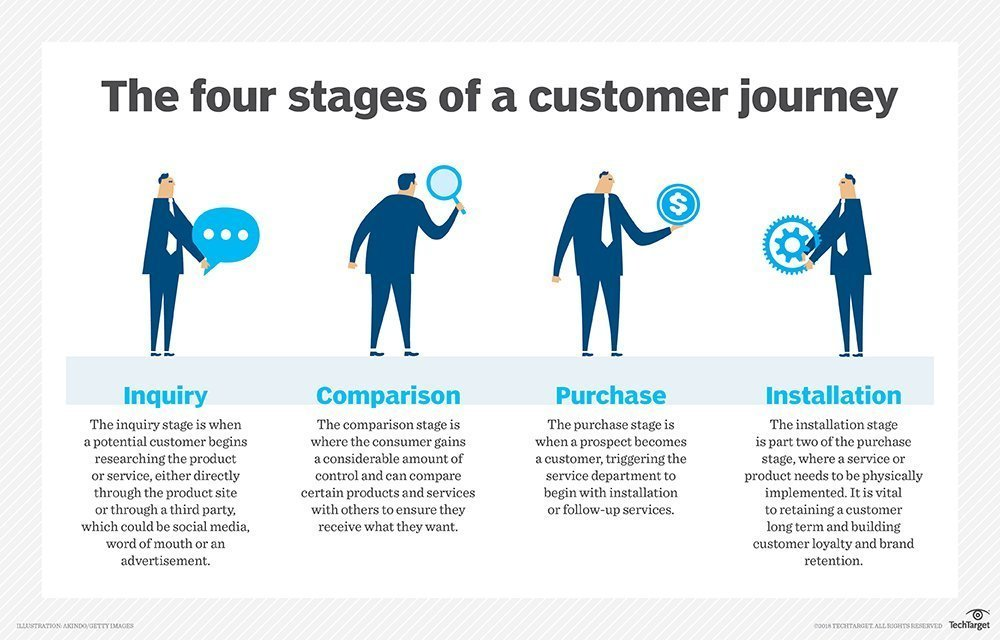 The four stages of a customer journey
$
Inquiry
The inquiry stage is when
a potential customer begins
researching the product
or service, either directly
through the product site
or through a third party,
which could be social media,
word of mouth or an
advertisement.
Comparison
The comparison stage is
where the consumer gains
a considerable amount of
control and can compare
certain products and services
with others to ensure they
receive what they want.
Purchase
The purchase stage is
when a prospect becomes
a customer, triggering the
service department to
begin with installation
or follow-up services.
Installation
The installation stage
is part two of the purchase
stage, where a service or
product needs to be physically
implemented. It is vital
to retaining a customer
long term and building
customer loyalty and brand
retention.
ILLUSTRATION: AKINDO/GETTY IMAGES
©2018 TECHTARGET. ALL RIGHTS RESERVED
TechTarget